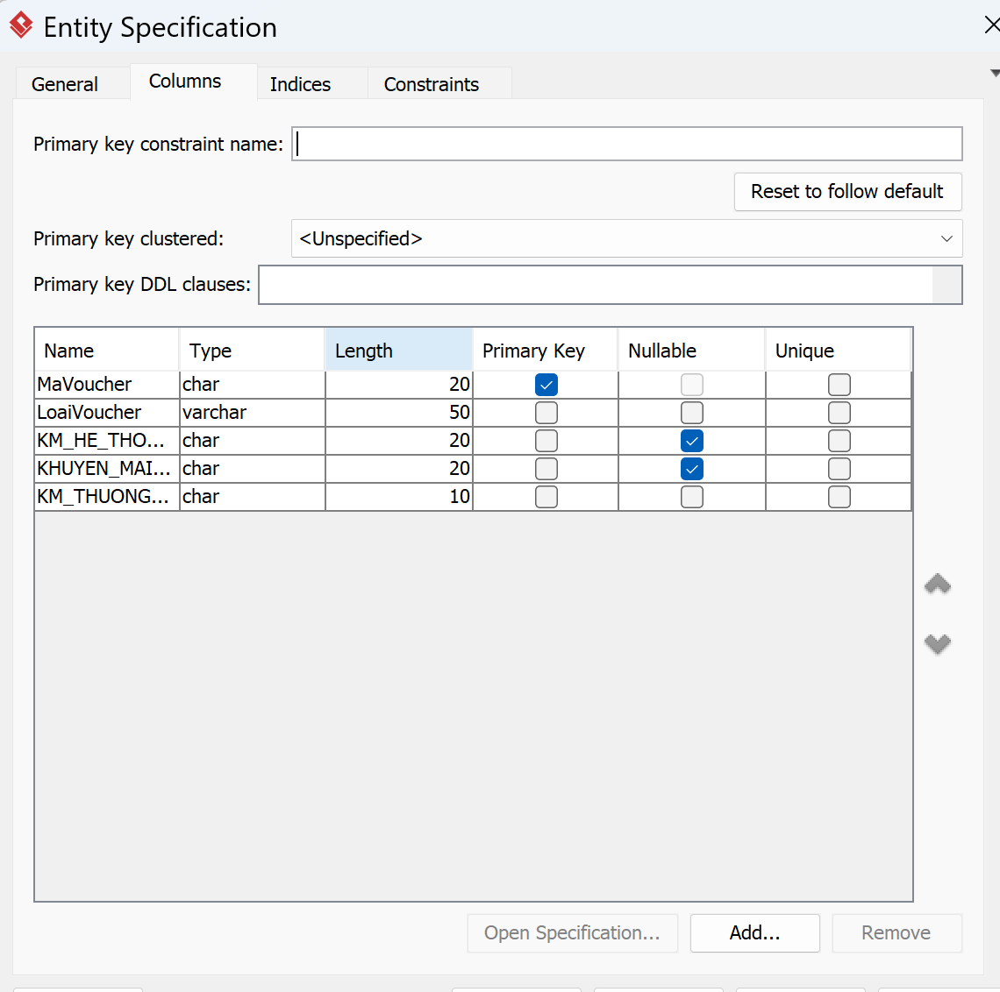 Entity Specification
General Columns Indices Constraints
Primary key constraint name:
Reset to follow default
Primary key clustered: <Unspecified>
Primary key DDL clauses:
Name Type Length Primary Key Nullable Unique
MaVoucher char 20
LoaiVoucher varchar 50
KM_HE_THO... char 20
KHUYEN_MAI... char 20
KM_THUONG... char 10
Open Specification... Add... Remove